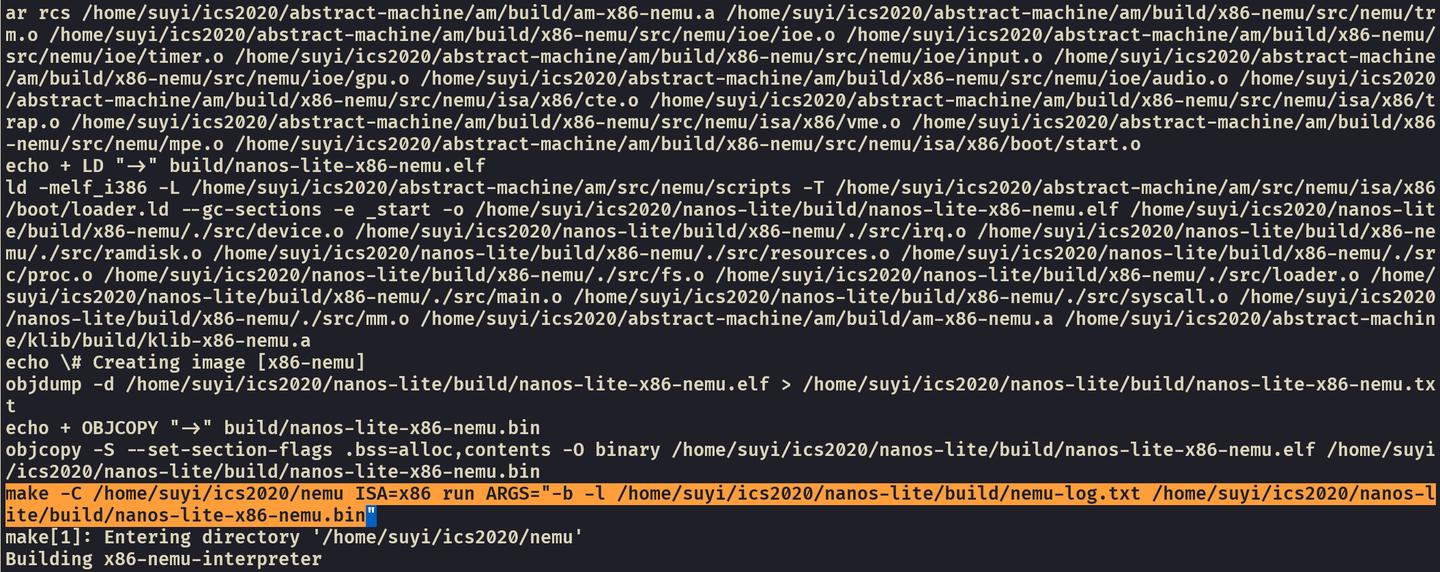 ar rcs /home/suyi/ics2020/abstract-machine/am/build/am-x86-nemu.a /home/suyi/ics2020/abstract-machine/am/build/x86-nemu/src/nemu/tr
m.o /home/suyi/ics2020/abstract-machine/am/build/x86-nemu/src/nemu/ioe/ioe.o /home/suyi/ics2020/abstract-machine/am/build/x86-nemu/
src/nemu/ioe/timer.o /home/suyi/ics2020/abstract-machine/am/build/x86-nemu/src/nemu/ioe/input.o /home/suyi/ics2020/abstract-machine
/am/build/x86-nemu/src/nemu/ioe/gpu.o /home/suyi/ics2020/abstract-machine/am/build/x86-nemu/src/nemu/ioe/audio.o /home/suyi/ics2020
/abstract-machine/am/build/x86-nemu/src/nemu/isa/x86/cte.o /home/suyi/ics2020/abstract-machine/am/build/x86-nemu/src/nemu/isa/x86/t
rap.o /home/suyi/ics2020/abstract-machine/am/build/x86-nemu/src/nemu/isa/x86/vme.o /home/suyi/ics2020/abstract-machine/am/build/x86
-nemu/src/nemu/mpe.o /home/suyi/ics2020/abstract-machine/am/build/x86-nemu/src/nemu/isa/x86/boot/start.o
echo + LD "->" build/nanos-lite-x86-nemu.elf
ld -melf_i386 -L /home/suyi/ics2020/abstract-machine/am/src/nemu/scripts -T /home/suyi/ics2020/abstract-machine/am/src/nemu/isa/x86
/boot/loader.ld --gc-sections -e _start -o /home/suyi/ics2020/nanos-lite/build/nanos-lite-x86-nemu.elf /home/suyi/ics2020/nanos-lit
e/build/x86-nemu/./src/device.o /home/suyi/ics2020/nanos-lite/build/x86-nemu/./src/irq.o /home/suyi/ics2020/nanos-lite/build/x86-ne
mu/./src/ramdisk.o /home/suyi/ics2020/nanos-lite/build/x86-nemu/./src/resources.o /home/suyi/ics2020/nanos-lite/build/x86-nemu/./sr
c/proc.o /home/suyi/ics2020/nanos-lite/build/x86-nemu/./src/fs.o /home/suyi/ics2020/nanos-lite/build/x86-nemu/./src/loader.o /home/
suyi/ics2020/nanos-lite/build/x86-nemu/./src/main.o /home/suyi/ics2020/nanos-lite/build/x86-nemu/./src/syscall.o /home/suyi/ics2020
/nanos-lite/build/x86-nemu/./src/mm.o /home/suyi/ics2020/abstract-machine/am/build/am-x86-nemu.a /home/suyi/ics2020/abstract-machin
e/klib/build/klib-x86-nemu.a
echo \# Creating image [x86-nemu]
objdump -d /home/suyi/ics2020/nanos-lite/build/nanos-lite-x86-nemu.elf > /home/suyi/ics2020/nanos-lite/build/nanos-lite-x86-nemu.tx
t
echo + OBJCOPY "->" build/nanos-lite-x86-nemu.bin
objcopy -S --set-section-flags .bss=alloc,contents -O binary /home/suyi/ics2020/nanos-lite/build/nanos-lite-x86-nemu.elf /home/suyi
/ics2020/nanos-lite/build/nanos-lite-x86-nemu.bin
make -C /home/suyi/ics2020/nemu ISA=x86 run ARGS="-b -l /home/suyi/ics2020/nanos-lite/build/nemu-log.txt /home/suyi/ics2020/nanos-l
ite/build/nanos-lite-x86-nemu.bin"
make[1]: Entering directory '/home/suyi/ics2020/nemu'
Building x86-nemu-interpreter